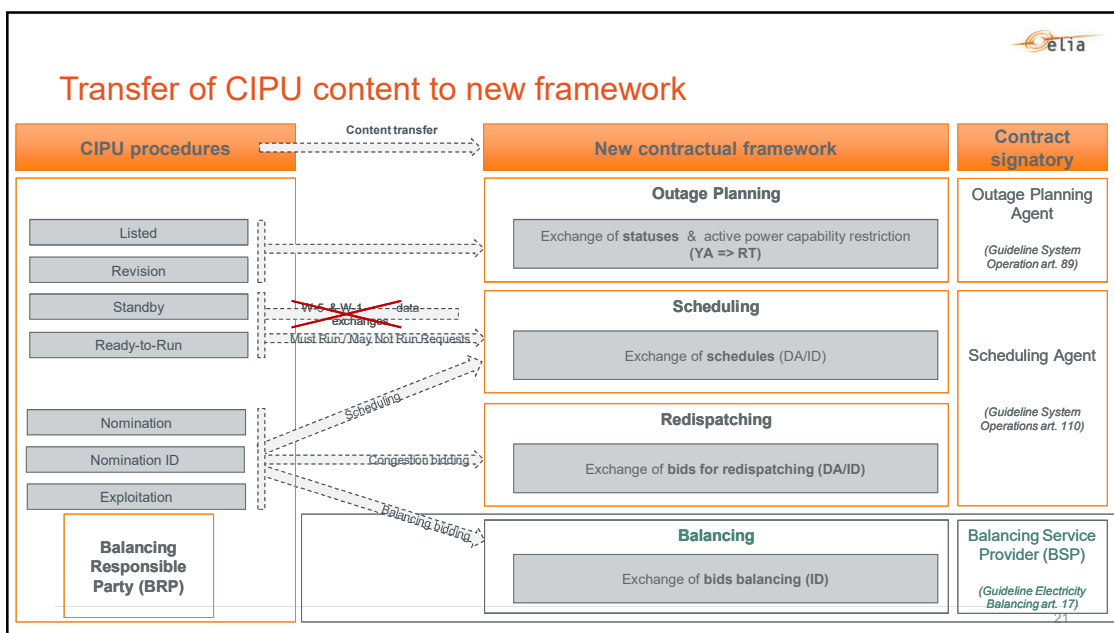 elia
Transfer of CIPU content to new framework
CIPU procedures
Content transfer
New contractual framework
Contract
signatory
Listed
Revision
Standby
Ready-to-Run
Nomination
Nomination ID
Exploitation
Balancing
Responsible
Party (BRP)
W-5 & W-1 data
exchanges
Must Run / May Not Run Requests
Scheduling
Congestion bidding
Balancing bidding
Outage Planning
Exchange of statuses & active power capability restriction
(YA => RT)
Scheduling
Exchange of schedules (DA/ID)
Redispatching
Exchange of bids for redispatching (DA/ID)
Balancing
Exchange of bids balancing (ID)
Outage Planning
Agent
(Guideline System
Operation art. 89)
Scheduling Agent
(Guideline System
Operations art. 110)
Balancing Service
Provider (BSP)
(Guideline Electricity
Balancing art. 17)
21